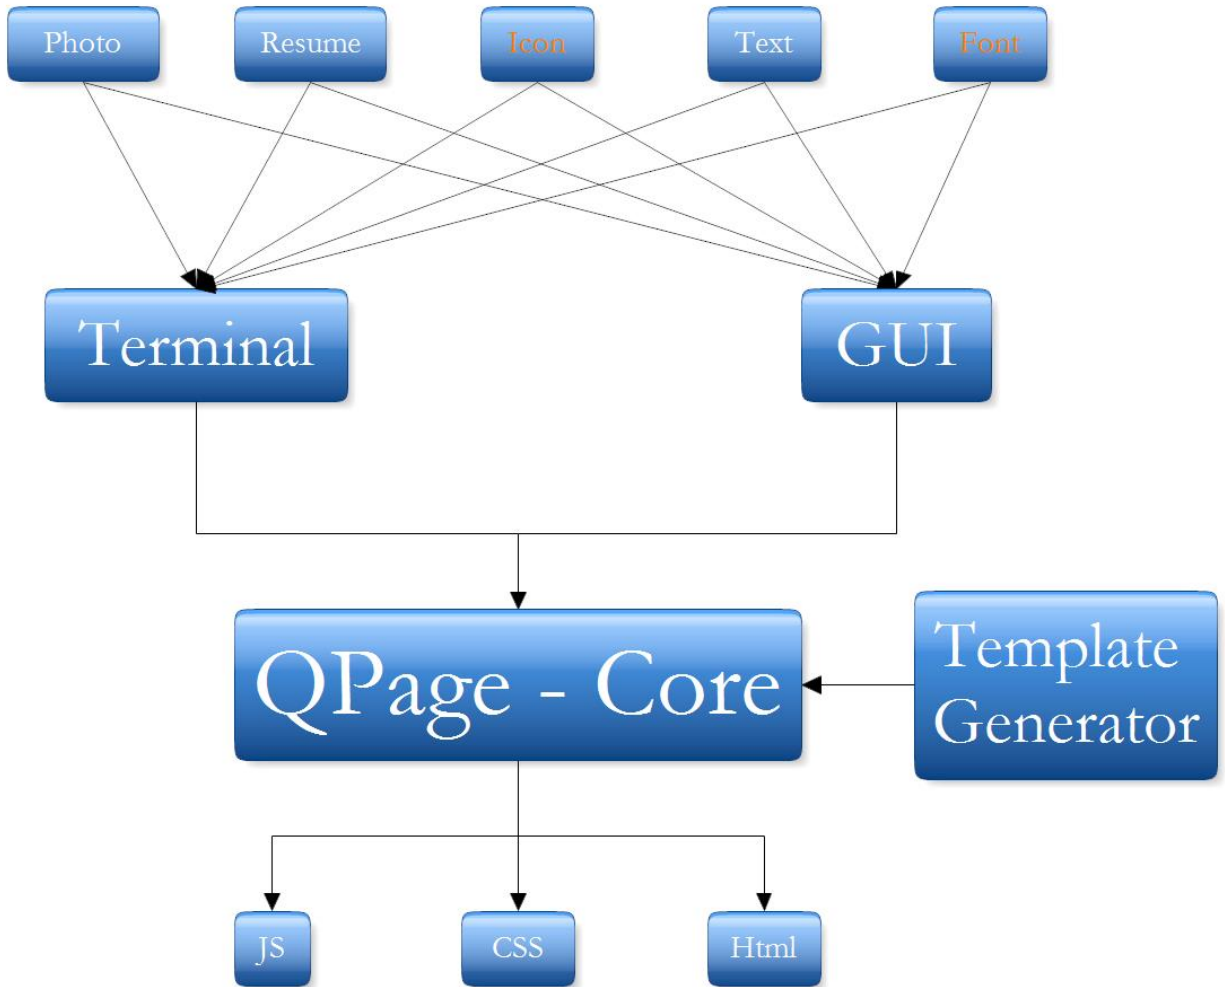 Photo
Resume
Icon
Text
Font
Terminal
GUI
QPage - Core
Template
Generator
JS
CSS
Html